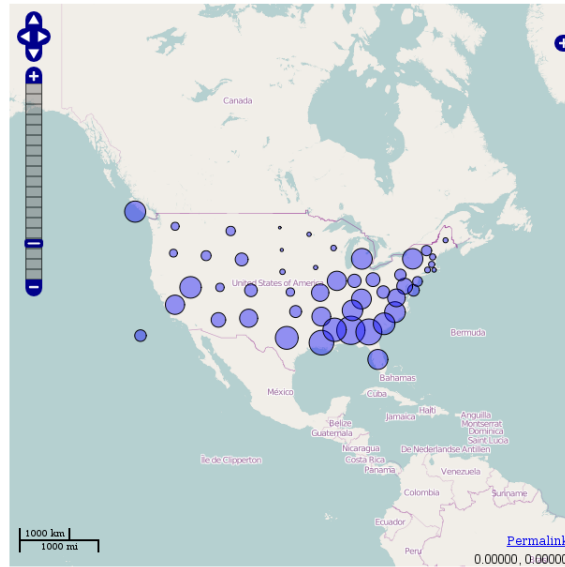 Canada
United States of America
Bermuda
Bahamas
México
Cuba
Haiti
Jamaica
Belize
Guatemala
Anguilla
Montserrat
Dominica
Saint Lucia
Nicaragua
De Nederlandse Antillen
Costa Rica
Île de Clipperton
Panama
Venezuela
Colombia
Suriname
Ecuador
Peru
1000 km
1000 mi
Permalink
0.00000, 0.00000